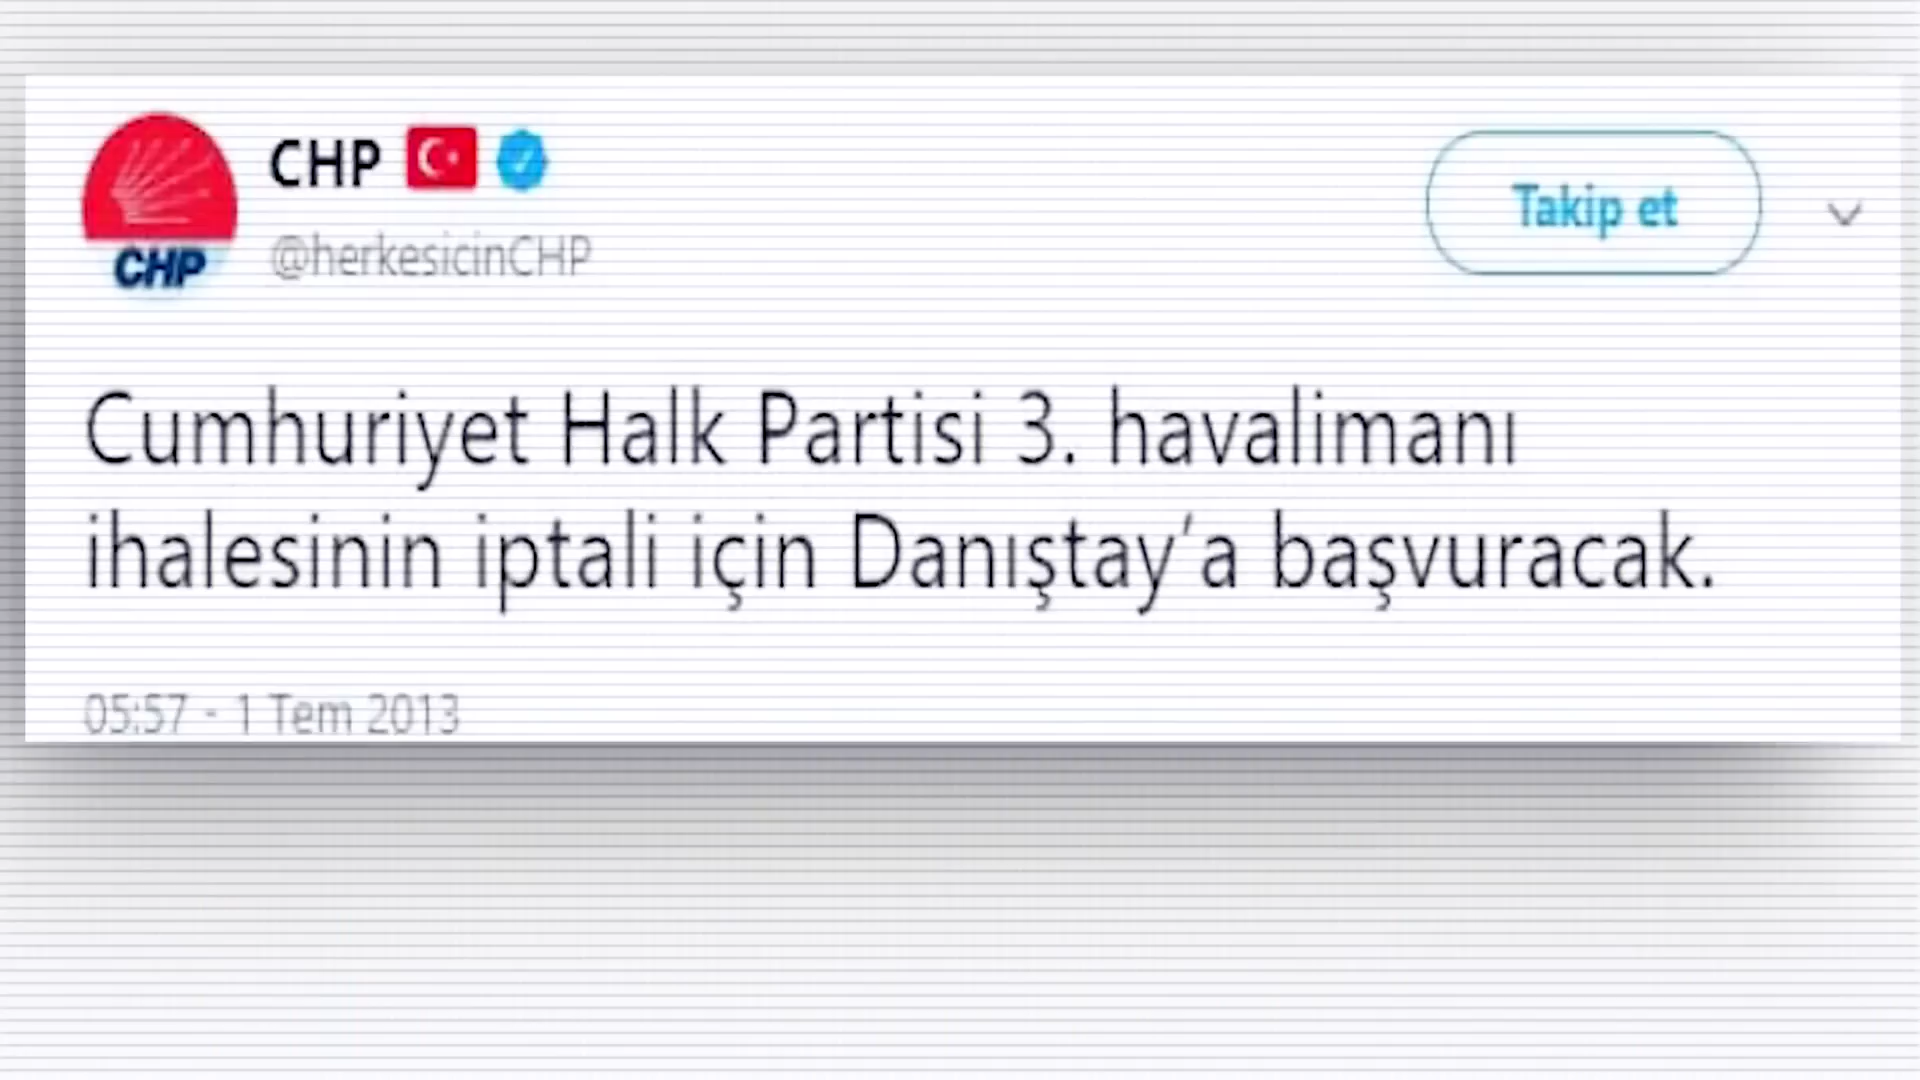 CHP
CHP
@herkesicinCHP
Takip et
Cumhuriyet Halk Partisi 3. havalimanı
ihalesinin iptali için Danıştay'a başvuracak.
05:57 - 1 Tem 2013